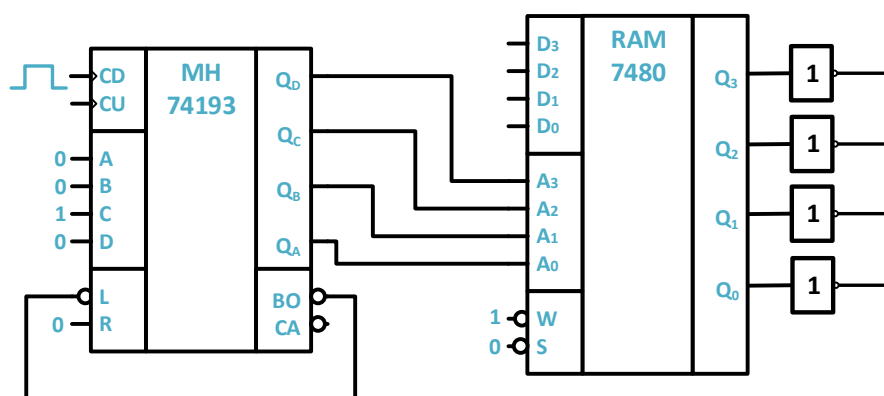 CD
CU
MH
74193
QD
QC
QB
QA
0 A
0 B
1 C
0 D
L
0 R
BO
CA
D3
D2
D1
D0
RAM
7480
A3
A2
A1
A0
1 W
0 S
Q3
Q2
Q1
Q0
1
1
1
1